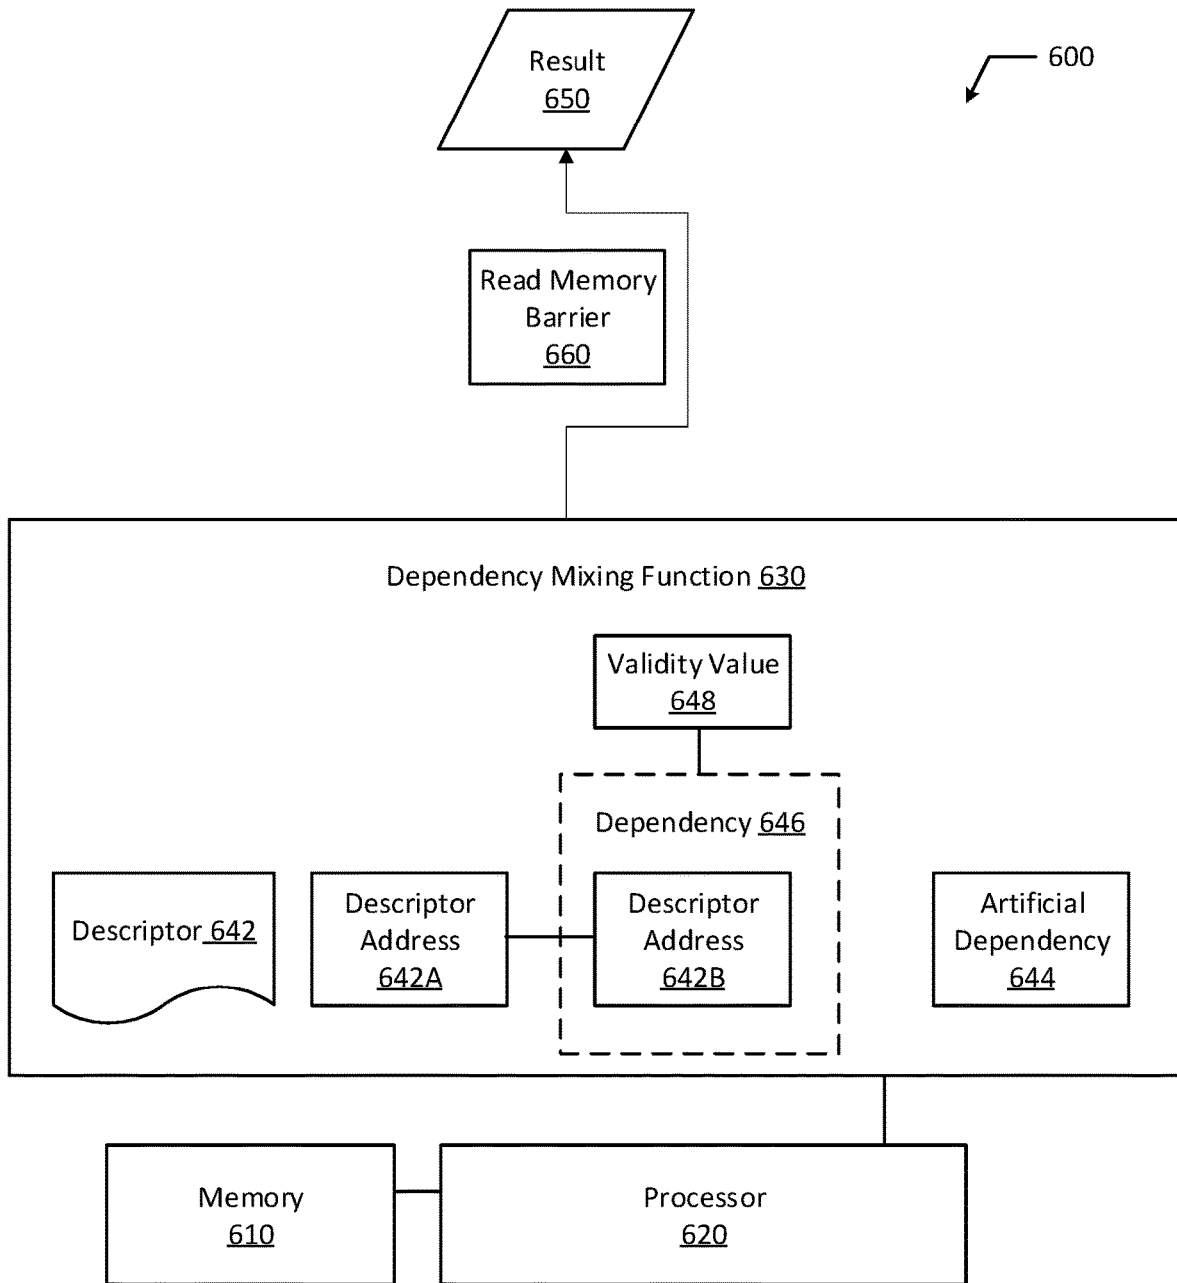 Result
650
600
Read Memory
Barrier
660
Dependency Mixing Function 630
Validity Value
648
Dependency 646
Descriptor 642
Descriptor
Address
642A
Descriptor
Address
642B
Artificial
Dependency
644
Memory
610
Processor
620